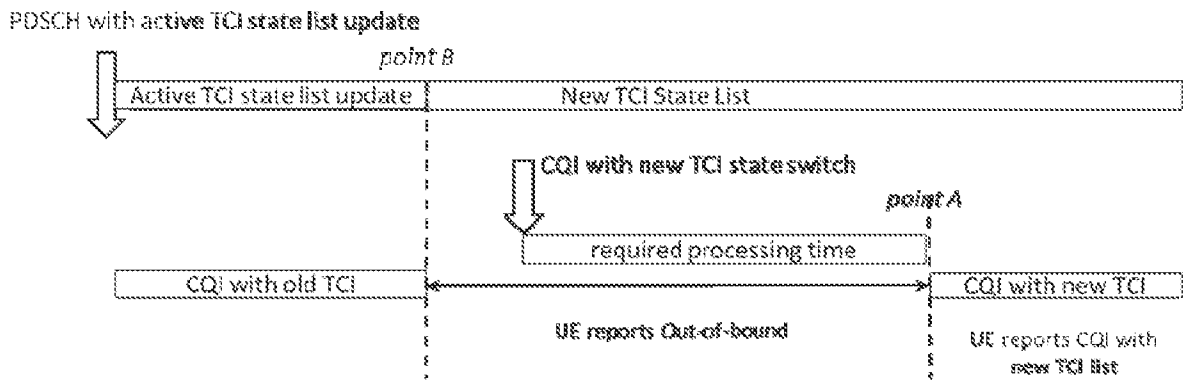 PDSCH with active TCI state list update
point B
Active TCI state list update
New TCI State List
CQI with new TCI state switch
point A
required processing time
CQI with old TCI
CQI with new TCI
UE reports Out-of-bound
UE reports CQI with
new TCI list